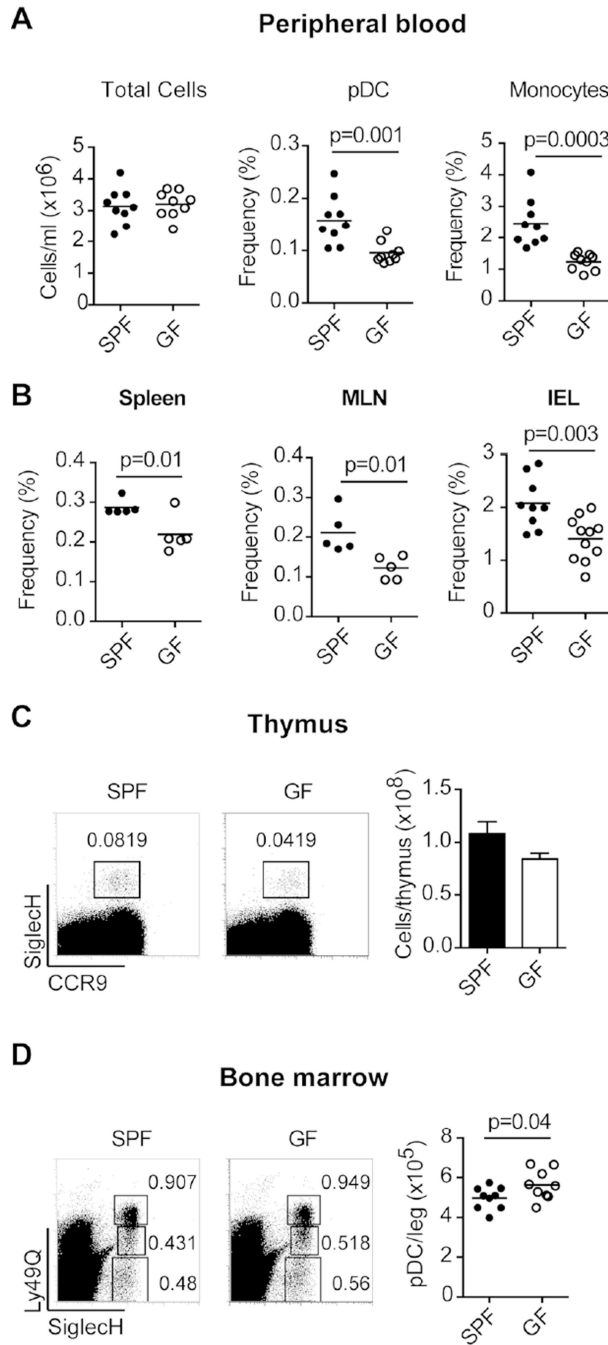 A
Peripheral blood
Total Cells
pDC
Monocytes
Cells/ml (x10⁶)
5
4
3
2
1
0
SPF
GF
Frequency (%)
0.3
0.2
0.1
0.0
p=0.001
SPF
GF
Frequency (%)
5
4
3
2
1
0
p=0.0003
SPF
GF
B
Spleen
MLN
IEL
Frequency (%)
0.4
0.3
0.2
0.1
0.0
p=0.01
SPF
GF
Frequency (%)
0.4
0.3
0.2
0.1
0.0
p=0.01
SPF
GF
Frequency (%)
3
2
1
0
p=0.003
SPF
GF
C
Thymus
SPF
GF
0.0819
0.0419
SiglecH
CCR9
Cells/thymus (x10⁸)
1.5
1.0
0.5
0.0
SPF
GF
D
Bone marrow
SPF
GF
0.907
0.431
0.48
0.949
0.518
0.56
Ly49Q
SiglecH
pDC/leg (x10⁵)
8
6
4
2
0
p=0.04
SPF
GF